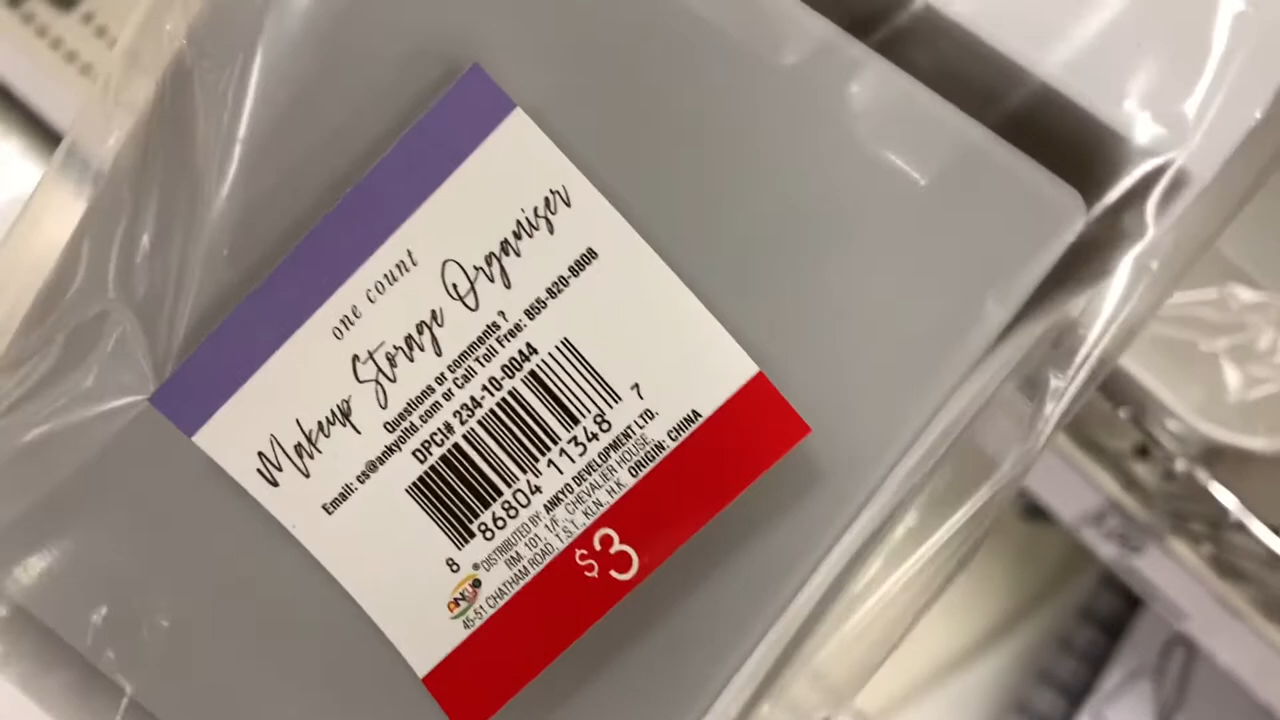 one count
Makeup Storage Organiser
Questions or comments ?
Email: cs@ankyoltd.com or Call Toll Free: 855-820-8808
DPCI# 234-10-0044
8 86804 11348 7
ANKYO ® DISTRIBUTED BY: ANKYO DEVELOPMENT LTD.
RM. 101, 1/F., CHEVALIER HOUSE,
45-51 CHATHAM ROAD, T.S.T., KLN., H.K. ORIGIN: CHINA
$3